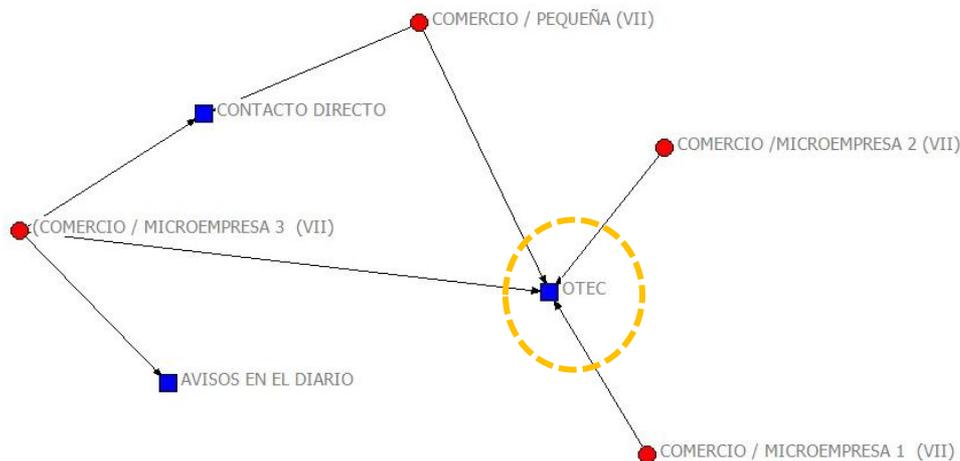 COMERCIO / PEQUEÑA (VII)
CONTACTO DIRECTO
COMERCIO /MICROEMPRESA 2 (VII)
(COMERCIO / MICROEMPRESA 3 (VII)
OTEC
AVISOS EN EL DIARIO
COMERCIO / MICROEMPRESA 1 (VII)